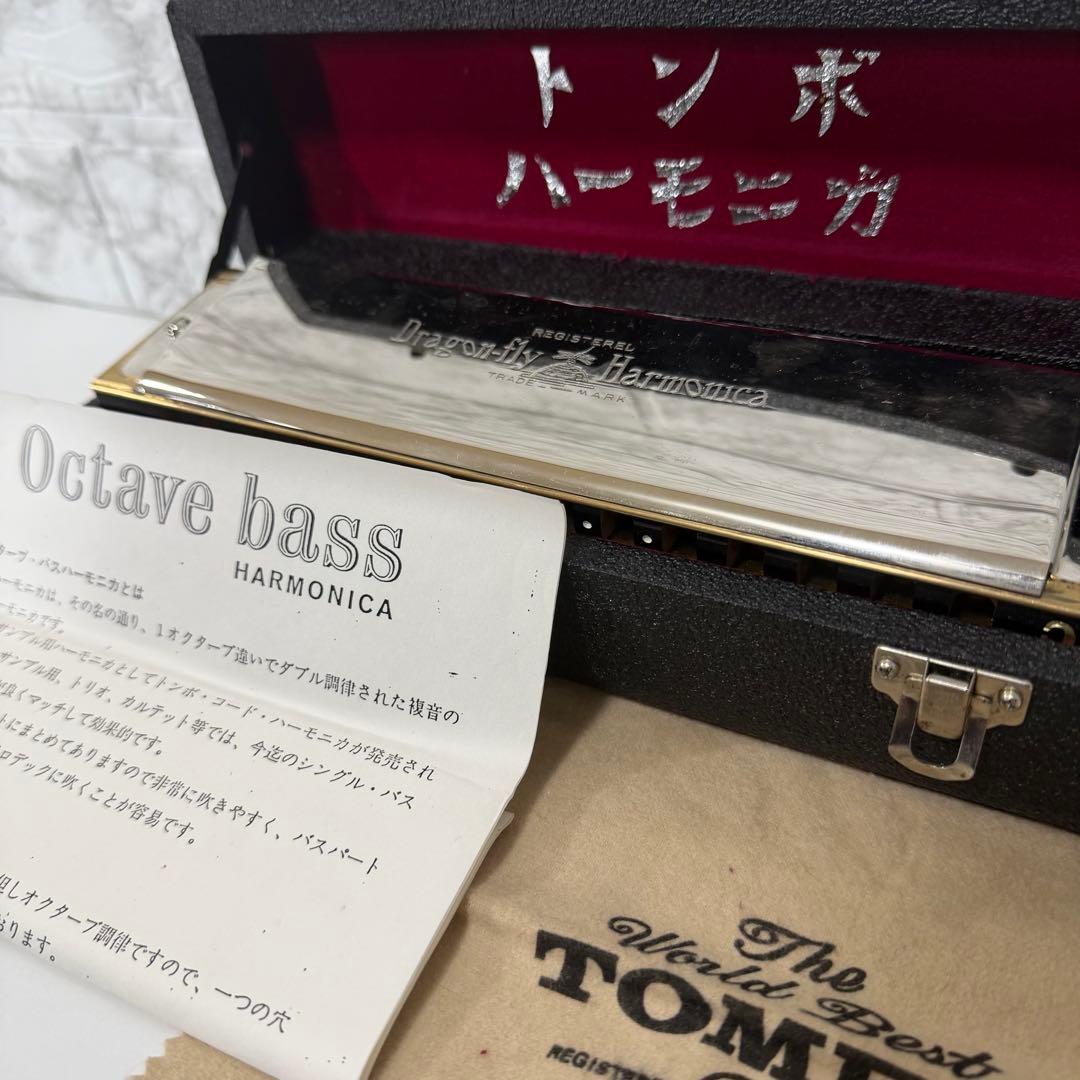 トンボ
ハーモニカ
REGISTERED
Dragon-fly Harmonica
TRADE MARK
Octave bass
HARMONICA
ターブ・バスハーモニカとは
ーモニカは、その名の通り、1オクターブ違いでダブル調律された複音の
ーモニカです。
サンブル用ハーモニカとしてトンボ・コード・ハーモニカが発売され
サンブル用、トリオ、カルテット等では、今迄のシングル・バス
良くマッチして効果的です。
トにまとめてありますので非常に吹きやすく、バスパート
ロデックに吹くことが容易です。
但しオクターブ調律ですので、一つの穴
おります。
The
World Best
TOMB
REGISTERE